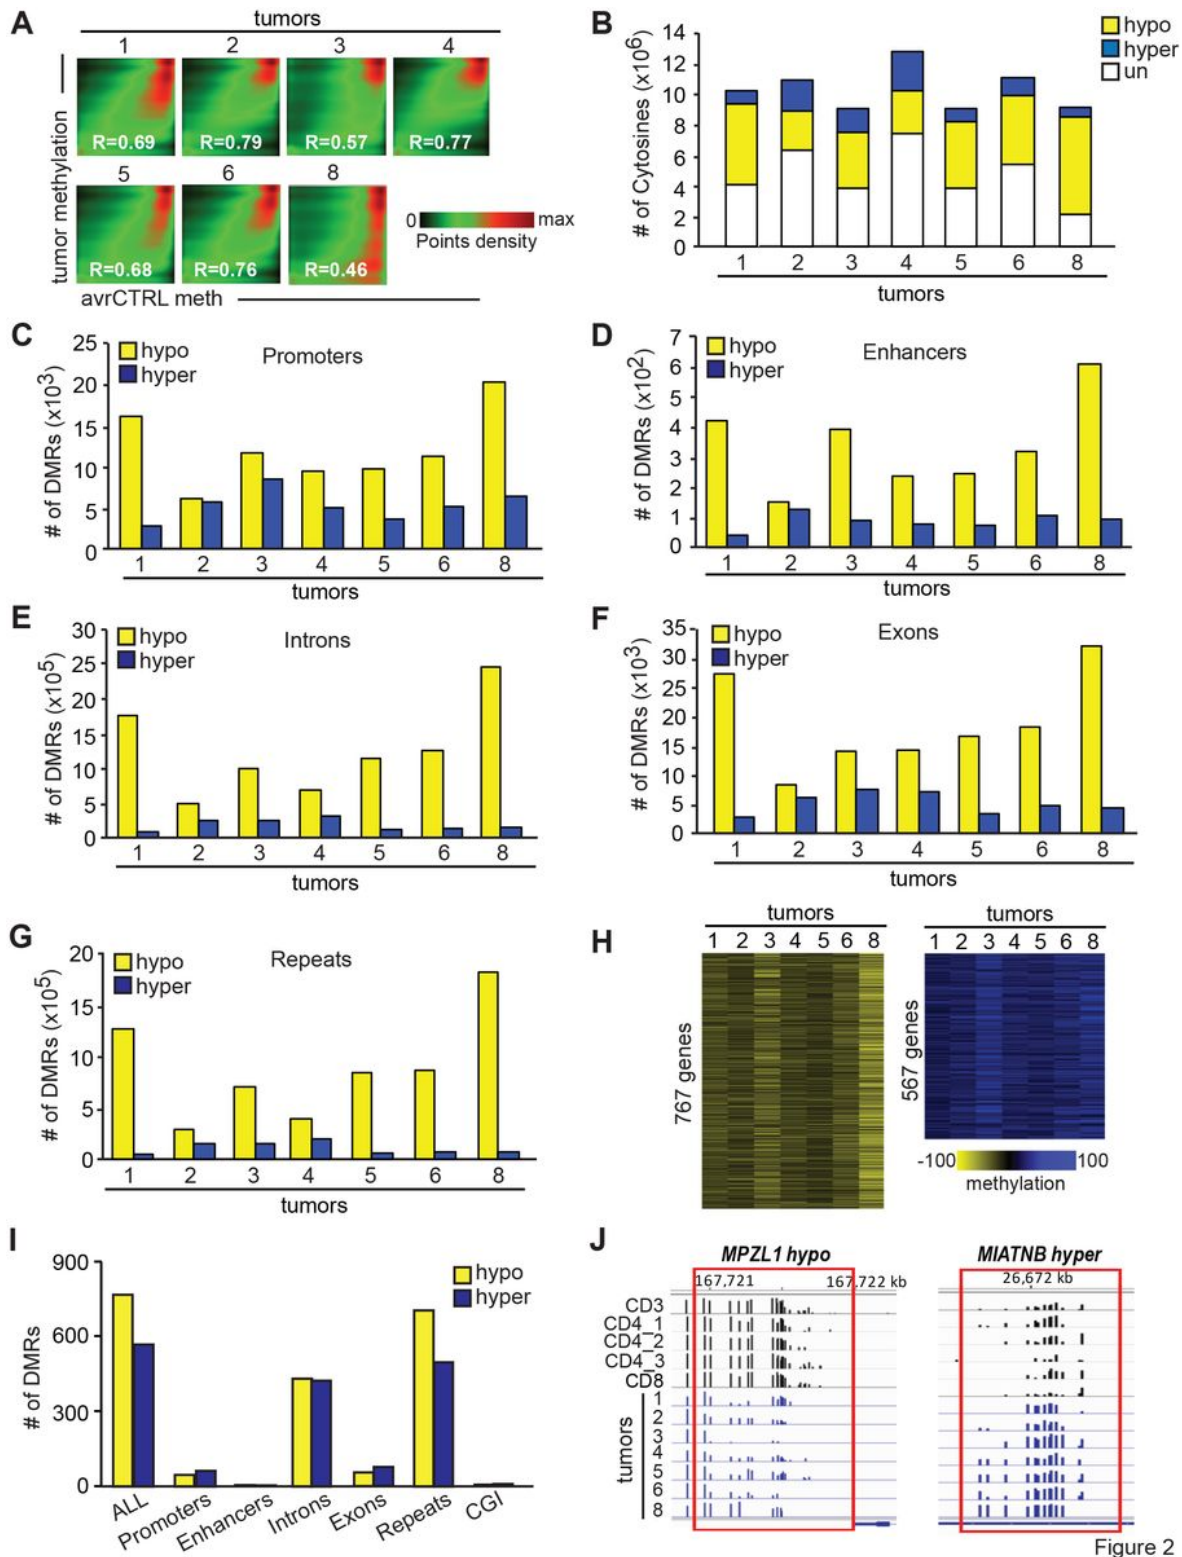 A
tumors
1 2 3 4
R=0.69 R=0.79 R=0.57 R=0.77
5 6 8
R=0.68 R=0.76 R=0.46
tumor methylation
avrCTRL meth
0 max
Points density
B
# of Cytosines (x10⁶)
14
12
10
8
6
4
2
0
hypo
hyper
un
1 2 3 4 5 6 8
tumors
C
Promoters
hypo
hyper
# of DMRs (x10³)
25
20
15
10
5
0
1 2 3 4 5 6 8
tumors
D
Enhancers
hypo
hyper
# of DMRs (x10²)
7
6
5
4
3
2
1
0
1 2 3 4 5 6 8
tumors
E
Introns
hypo
hyper
# of DMRs (x10⁵)
30
25
20
15
10
5
0
1 2 3 4 5 6 8
tumors
F
Exons
hypo
hyper
# of DMRs (x10³)
35
30
25
20
15
10
5
0
1 2 3 4 5 6 8
tumors
G
Repeats
hypo
hyper
# of DMRs (x10⁵)
20
15
10
5
0
1 2 3 4 5 6 8
tumors
H
tumors
1 2 3 4 5 6 8
767 genes
tumors
1 2 3 4 5 6 8
567 genes
-100 100
methylation
I
hypo
hyper
# of DMRs
900
600
300
0
ALL
Promoters
Enhancers
Introns
Exons
Repeats
CGI
J
MPZL1 hypo
167,721 167,722 kb
MIATNB hyper
26,672 kb
CD3
CD4_1
CD4_2
CD4_3
CD8
tumors
1
2
3
4
5
6
8
Figure 2